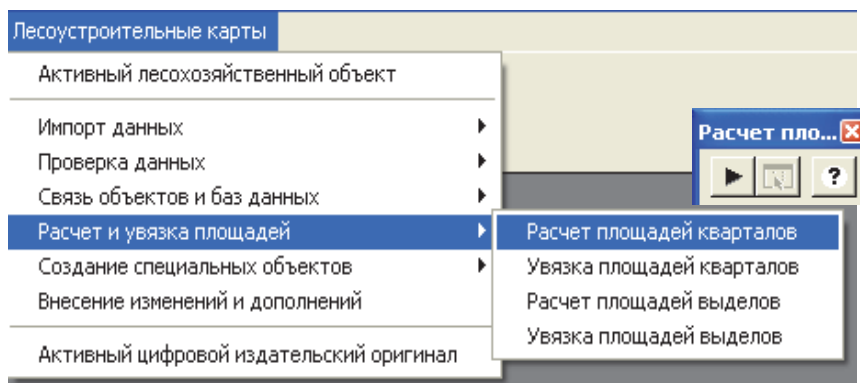 Лесоустроительные карты
Активный лесохозяйственный объект
Импорт данных
Проверка данных
Связь объектов и баз данных
Расчет и увязка площадей
Создание специальных объектов
Внесение изменений и дополнений
Активный цифровой издательский оригинал
Расчет пло...
?
Расчет площадей кварталов
Увязка площадей кварталов
Расчет площадей выделов
Увязка площадей выделов